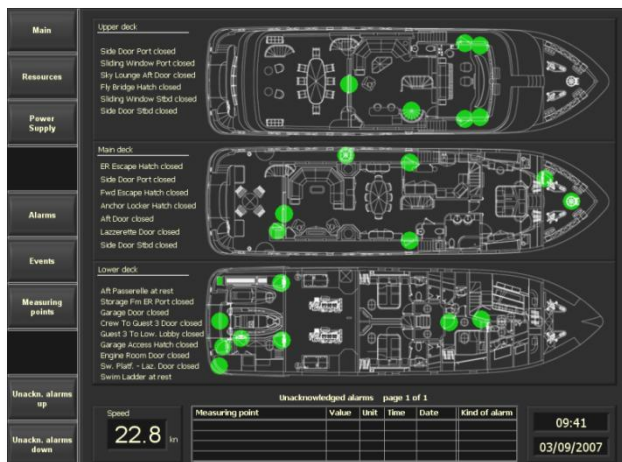 Main
Resources
Power
Supply
Alarms
Events
Measuring
points
Unackn. alarms
up
Unackn. alarms
down
Upper deck
Side Door Port closed
Sliding Window Port closed
Sky Lounge Aft Door closed
Fly Bridge Hatch closed
Sliding Window Stbd closed
Side Door Stbd closed
Main deck
ER Escape Hatch closed
Side Door Port closed
Fwd Escape Hatch closed
Anchor Locker Hatch closed
Aft Door closed
Lazzerette Door closed
Side Door Stbd closed
Lower deck
Aft Passerelle at rest
Storage Fm ER Port closed
Garage Door closed
Crew To Guest 3 Door closed
Guest 3 To Low. Lobby closed
Garage Access Hatch closed
Engine Room Door closed
Sw. Platf. - Laz. Door closed
Swim Ladder at rest
Unacknowledged alarms page 1 of 1
Speed
22.8 kn
Measuring point Value Unit Time Date Kind of alarm
09:41
03/09/2007